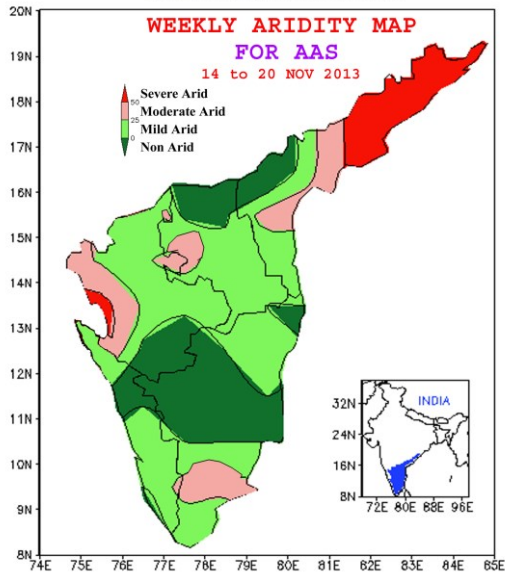 WEEKLY ARIDITY MAP
FOR AAS
14 to 20 NOV 2013
Severe Arid
50
Moderate Arid
25
Mild Arid
0
Non Arid
20N
19N
18N
17N
16N
15N
14N
13N
12N
11N
10N
9N
8N
74E 75E 76E 77E 78E 79E 80E 81E 82E 83E 84E 85E
INDIA
32N
24N
16N
8N
72E 80E 88E 96E